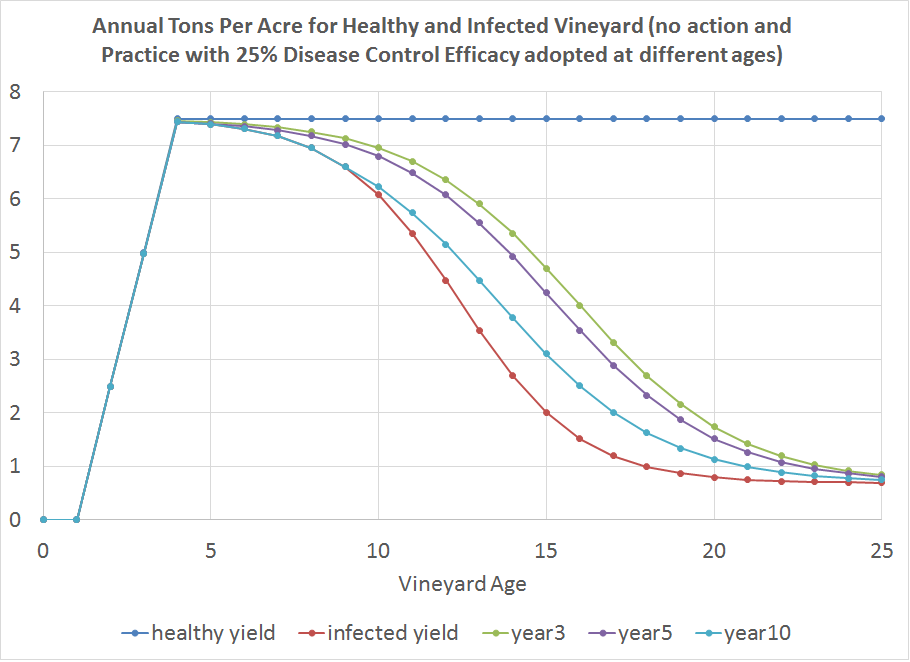 Annual Tons Per Acre for Healthy and Infected Vineyard (no action and
Practice with 25% Disease Control Efficacy adopted at different ages)
8
7
6
5
4
3
2
1
0
0 5 10 15 20 25
Vineyard Age
healthy yield infected yield year3 year5 year10